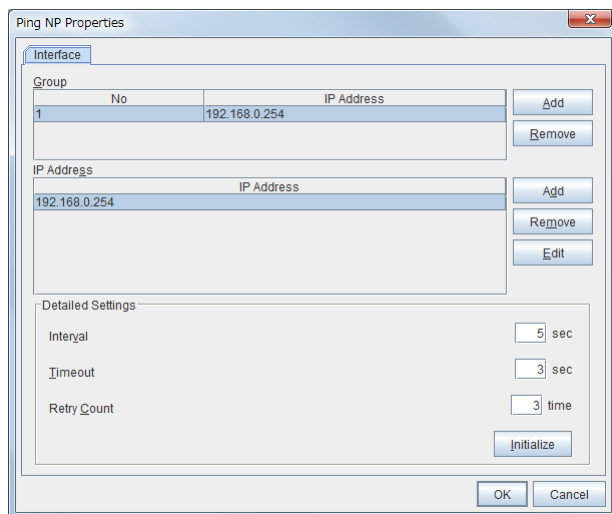 Ping NP Properties
Interface
Group
No IP Address
1 192.168.0.254
Add
Remove
IP Address
IP Address
192.168.0.254
Add
Remove
Edit
Detailed Settings
Interval 5 sec
Timeout 3 sec
Retry Count 3 time
Initialize
OK Cancel